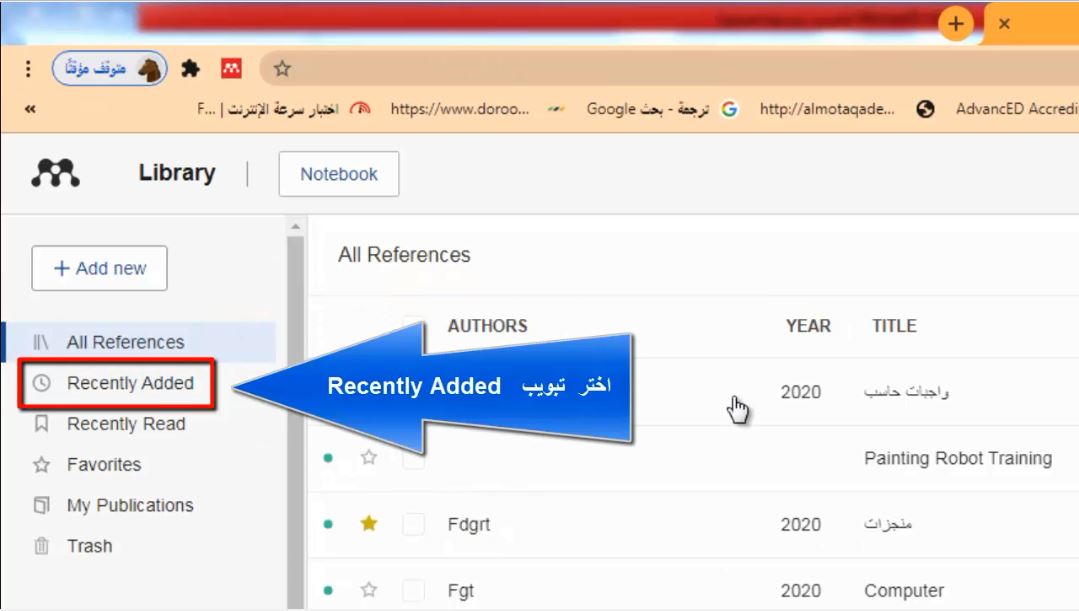 متوقف مؤقتًا
F... | اختبار سرعة الإنترنت
https://www.doroo...
ترجمة - بحث Google
http://almotaqade...
AdvancED Accredi
Library
Notebook
+ Add new
All References
Recently Added
Recently Read
Favorites
My Publications
Trash
All References
AUTHORS YEAR TITLE
اختر تبويب Recently Added
2020 واجبات حاسب
Painting Robot Training
Fdgrt 2020 منجزات
Fgt 2020 Computer